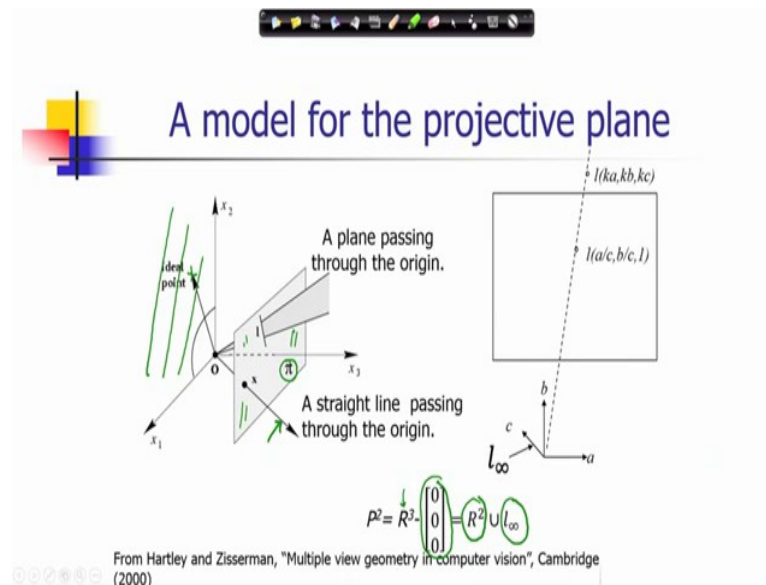 A model for the projective plane
l(ka,kb,kc)
l(a/c,b/c,1)
b
c
a
l∞
x₂
ideal
point
A plane passing
through the origin.
l
π
O
x
x₃
x₁
A straight line passing
through the origin.
P²= R³-[0 0 0]=R²∪l∞
From Hartley and Zisserman, "Multiple view geometry in computer vision", Cambridge
(2000)